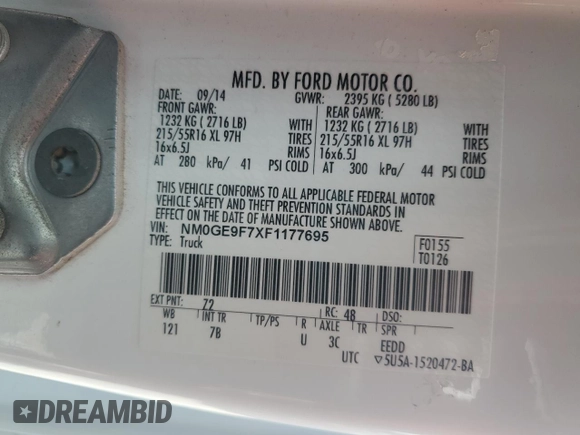 MFD. BY FORD MOTOR CO.
DATE: 09/14 GVWR: 2395 KG ( 5280 LB)
FRONT GAWR: REAR GAWR:
1232 KG ( 2716 LB) WITH 1232 KG ( 2716 LB) WITH
215/55R16 XL 97H TIRES 215/55R16 XL 97H TIRES
16x6.5J RIMS 16x6.5J RIMS
AT 280 kPa/ 41 PSI COLD AT 300 kPa/ 44 PSI COLD
THIS VEHICLE CONFORMS TO ALL APPLICABLE FEDERAL MOTOR
VEHICLE SAFETY AND THEFT PREVENTION STANDARDS IN
EFFECT ON THE DATE OF MANUFACTURE SHOWN ABOVE.
VIN: NM0GE9F7XF1177695 F0155
TYPE: Truck T0126
EXT PNT: 72 RC: 48 DSO:
WB INT TR TP/PS R AXLE TR SPR
121 7B U 3C EEDD
UTC ▽5U5A-1520472-BA
DREAMBID